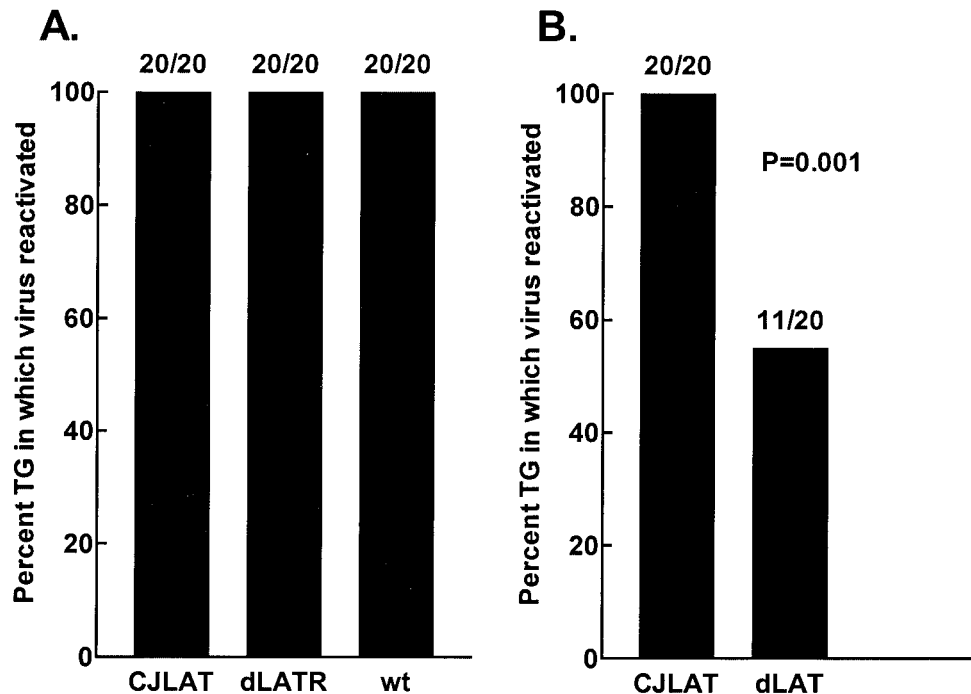 A.
20/20 20/20 20/20
Percent TG in which virus reactivated
100
80
60
40
20
0
CJLAT dLATR wt
B.
20/20
P=0.001
11/20
Percent TG in which virus reactivated
100
80
60
40
20
0
CJLAT dLAT